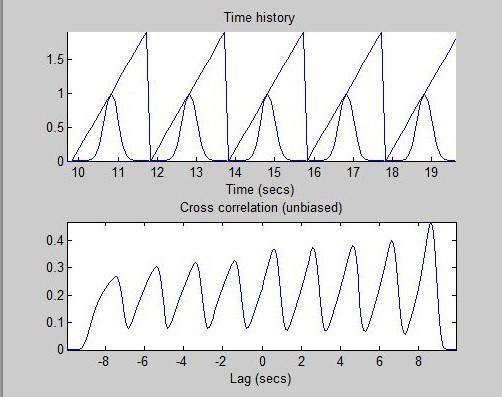 Time history
1.5
1
0.5
0
10 11 12 13 14 15 16 17 18 19
Time (secs)
Cross correlation (unbiased)
0.4
0.3
0.2
0.1
0
-8 -6 -4 -2 0 2 4 6 8
Lag (secs)